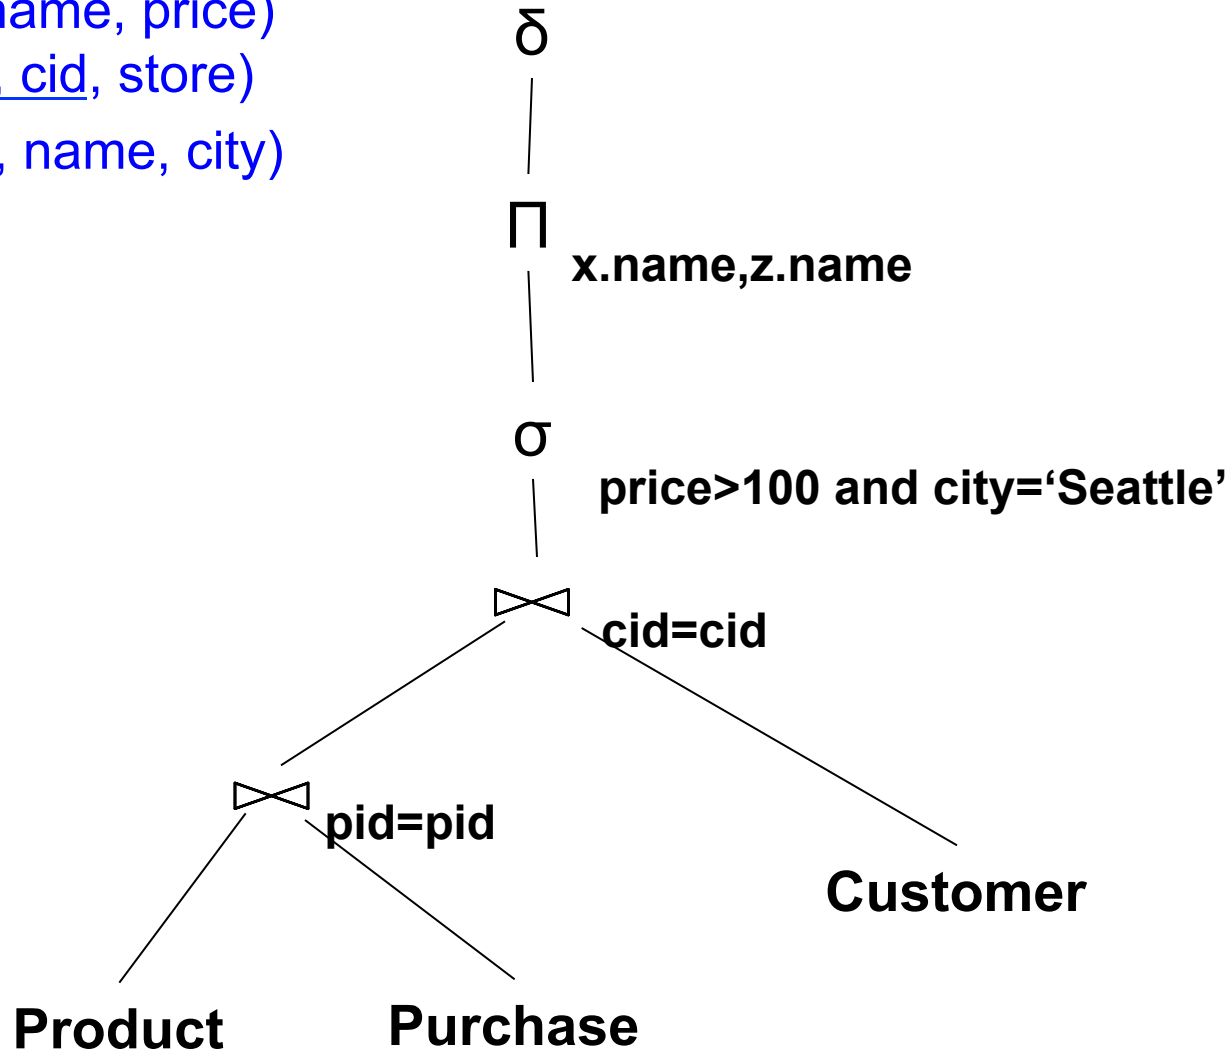 name, price)
, cid, store)
, name, city)
δ
Π
x.name,z.name
σ
price>100 and city=‘Seattle’
⋈
cid=cid
⋈
pid=pid
Customer
Product
Purchase